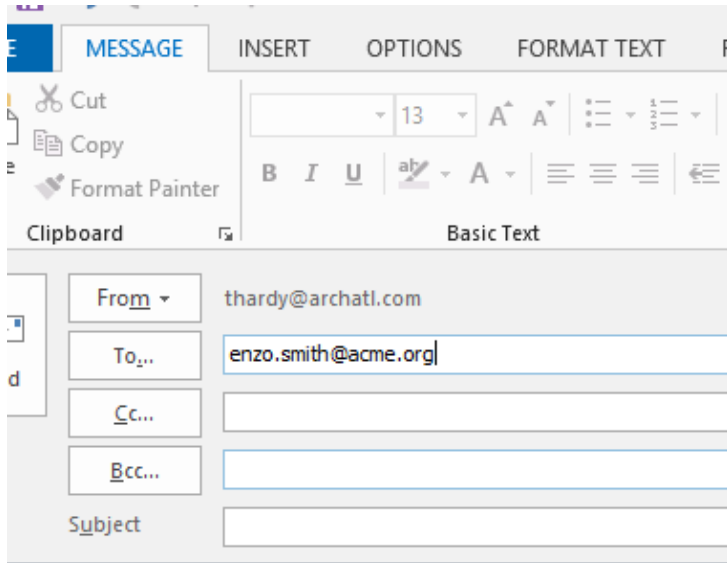 MESSAGE INSERT OPTIONS FORMAT TEXT
Cut
13
Copy
Format Painter
B I U A
Clipboard
Basic Text
From
thardy@archatl.com
To...
enzo.smith@acme.org
Cc...
Bcc...
Subject